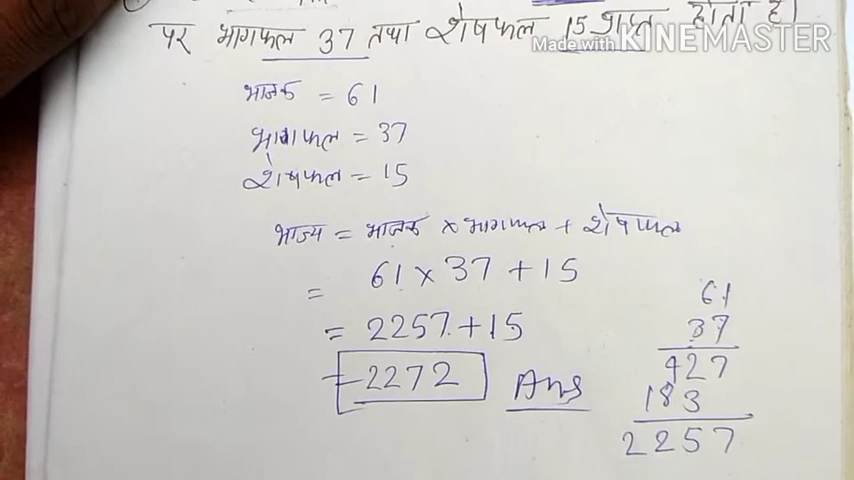 पर भागफल 37 तथा शेषफल 15 प्राप्त होता है।
Made with KINEMASTER
भाजक = 61
भागफल = 37
शेषफल = 15
भाज्य = भाजक × भागफल + शेषफल
= 61 × 37 + 15
= 2257 + 15
= 2272 Ans
61
37
427
183
2257